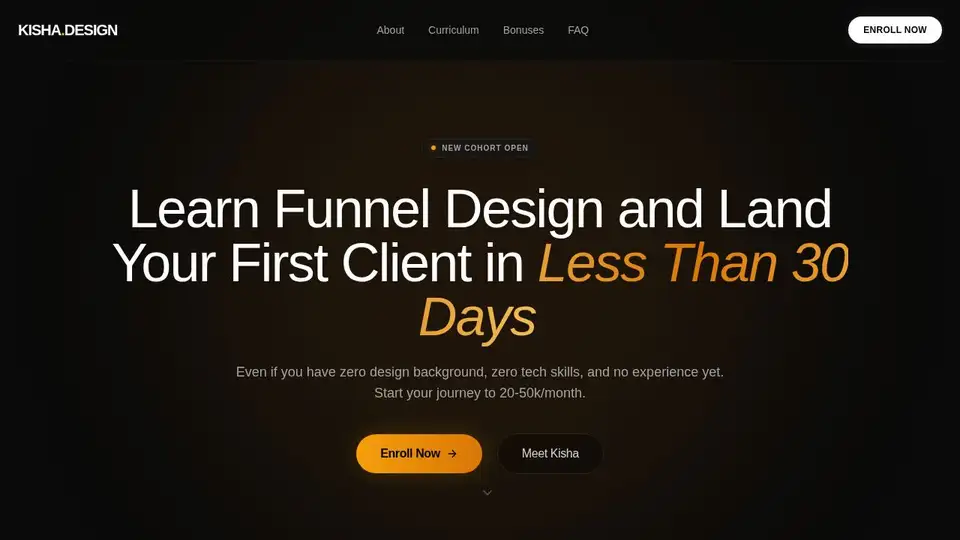 KISHA.DESIGN
About
Curriculum
Bonuses
FAQ
ENROLL NOW
NEW COHORT OPEN
Learn Funnel Design and Land
Your First Client in Less Than 30
Days
Even if you have zero design background, zero tech skills, and no experience yet.
Start your journey to 20-50k/month.
Enroll Now
Meet Kisha